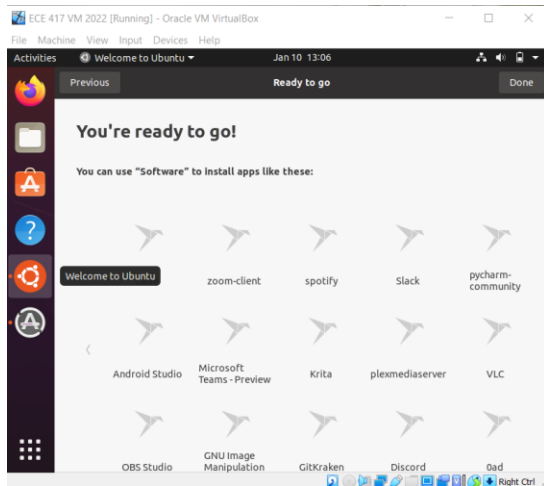 ECE 417 VM 2022 [Running] - Oracle VM VirtualBox
File Machine View Input Devices Help
Activities Welcome to Ubuntu Jan 10 13:06
Previous Ready to go Done
You're ready to go!
You can use "Software" to install apps like these:
Welcome to Ubuntu
zoom-client spotify Slack pycharm-
community
Android Studio Microsoft
Teams - Preview Krita plexmediaserver VLC
OBS Studio GNU Image
Manipulation GitKraken Discord 0ad
Right Ctrl